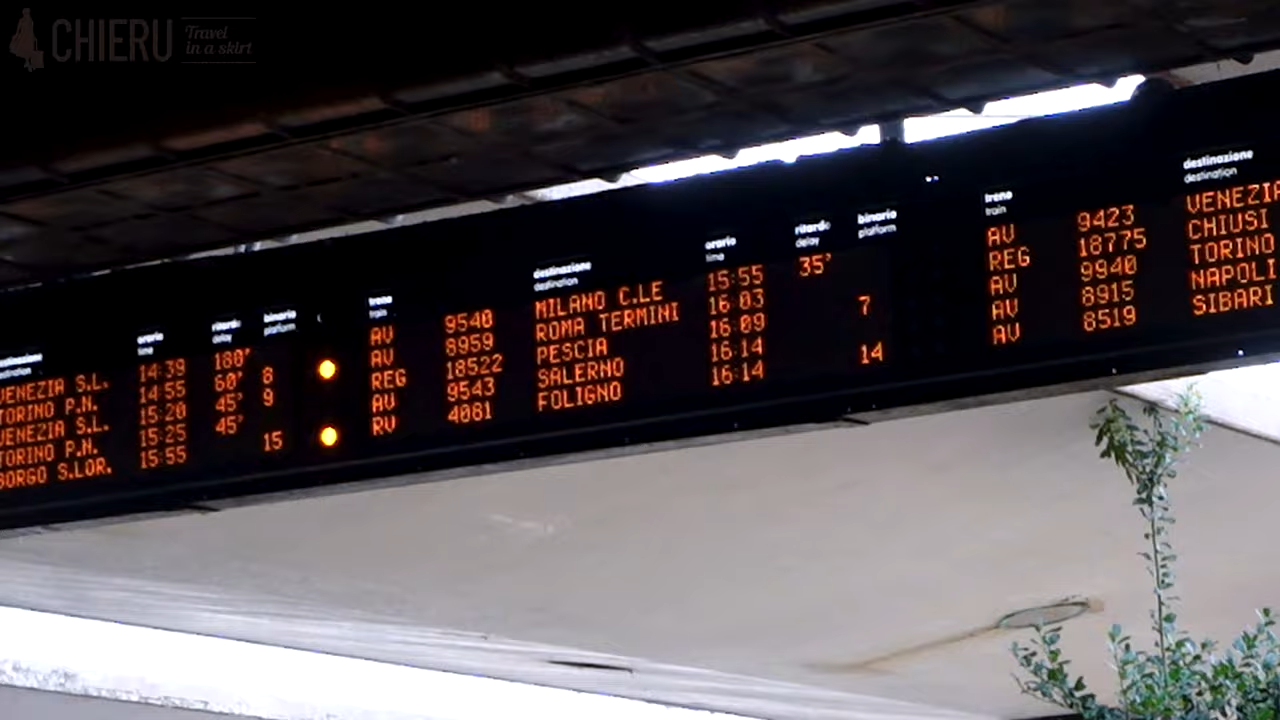 CHIERU
Travel
in a skirt
destinazione orario ritardo binario
destination time delay platform
VENEZIA S.L. 14:39 180'
TORINO P.N. 14:55 60' 8
VENEZIA S.L. 15:20 45' 9
TORINO P.N. 15:25 45'
BORGO S.LOR. 15:55 15
treno destinazione orario ritardo binario
train destination time delay platform
AV 9540 MILANO C.LE 15:55 35'
AV 8959 ROMA TERMINI 16:03
REG 18522 PESCIA 16:09 7
AV 9543 SALERNO 16:14
RV 4081 FOLIGNO 16:14 14
treno destinazione
train destination
AV 9423 VENEZIA
REG 18775 CHIUSI
AV 9940 TORINO
AV 8915 NAPOLI
AV 8519 SIBARI